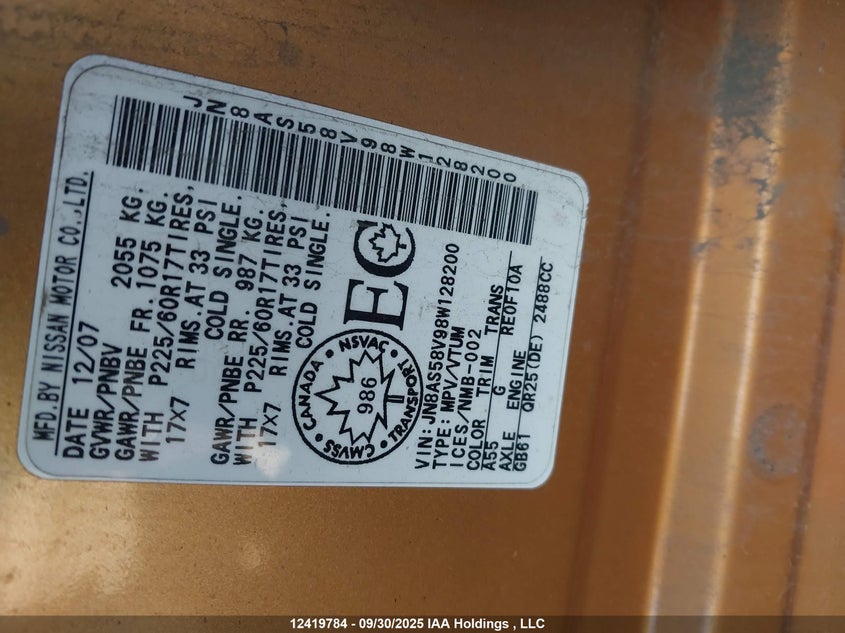 JN8AS58V98W128200
MFD.BY NISSAN MOTOR CO.,LTD.
DATE 12/07
GVWR/PNBV 2055 KG.
GAWR/PNBE FR. 1075 KG.
WITH P225/60R17TIRES,
17X7 RIMS.AT 33 PSI
COLD SINGLE.
GAWR/PNBE RR. 987 KG.
WITH P225/60R17TIRES,
17X7 RIMS.AT 33 PSI
COLD SINGLE.
CANADA • NSVAC • TRANSPORT • CMVSS
986
EC
VIN:JN8AS58V98W128200
TYPE:MPV/VTUM
ICES/NMB-002
COLOR TRIM TRANS
A55 G RE0F10A
AXLE ENGINE
GB61 QR25(DE) 2488CC
12419784 - 09/30/2025 IAA Holdings , LLC